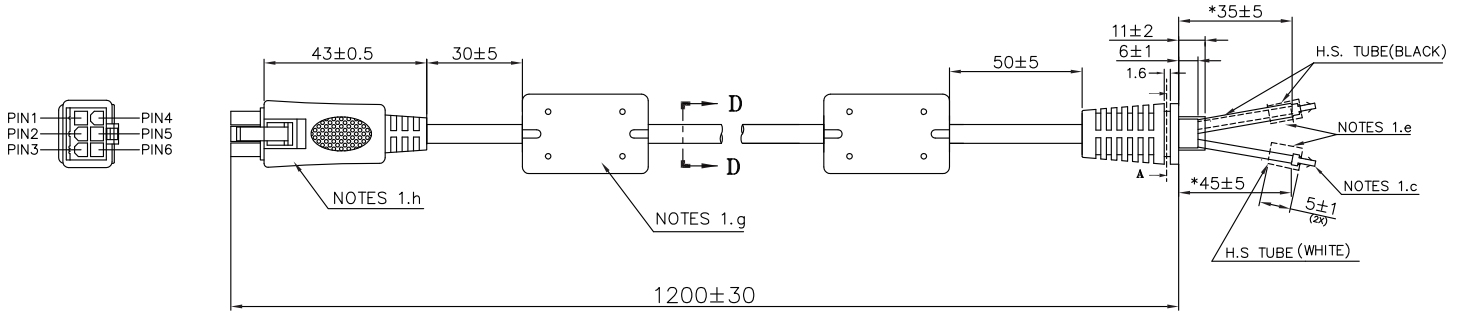 *35±5
11±2
43±0.5
30±5
50±5
6±1
H.S. TUBE(BLACK)
1.6
PIN1
PIN4
PIN2
PIN5
PIN3
PIN6
D
NOTES 1.e
D
A
*45±5
NOTES 1.c
NOTES 1.h
5±1
(2X)
NOTES 1.g
H.S TUBE(WHITE)
1200±30